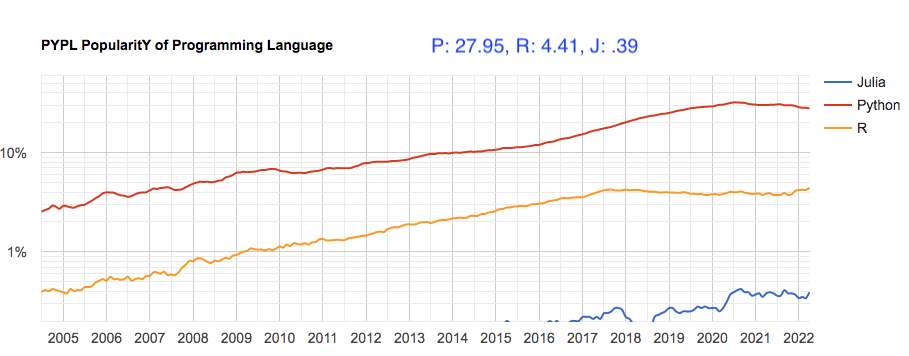 PYPL PopularitY of Programming Language
P: 27.95, R: 4.41, J: .39
Julia
Python
R
10%
1%
2005 2006 2007 2008 2009 2010 2011 2012 2013 2014 2015 2016 2017 2018 2019 2020 2021 2022